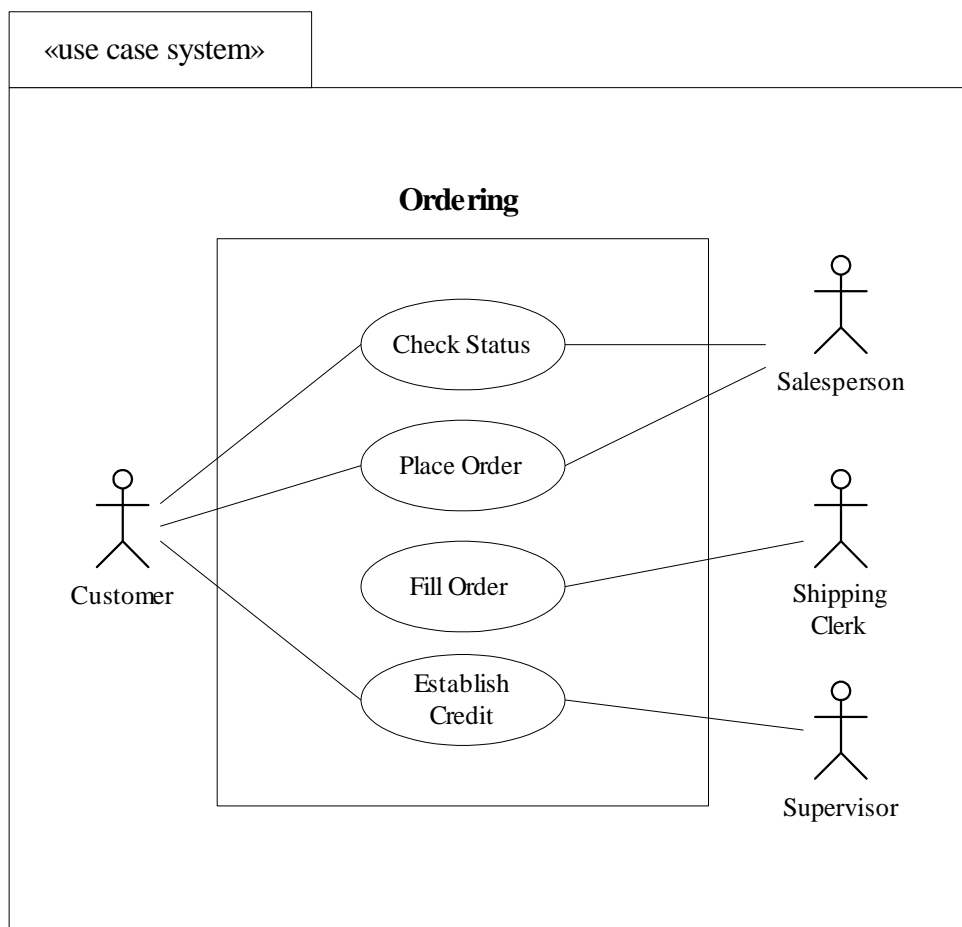 «use case system»
Ordering
Check Status
Salesperson
Place Order
Customer
Fill Order
Shipping
Clerk
Establish
Credit
Supervisor